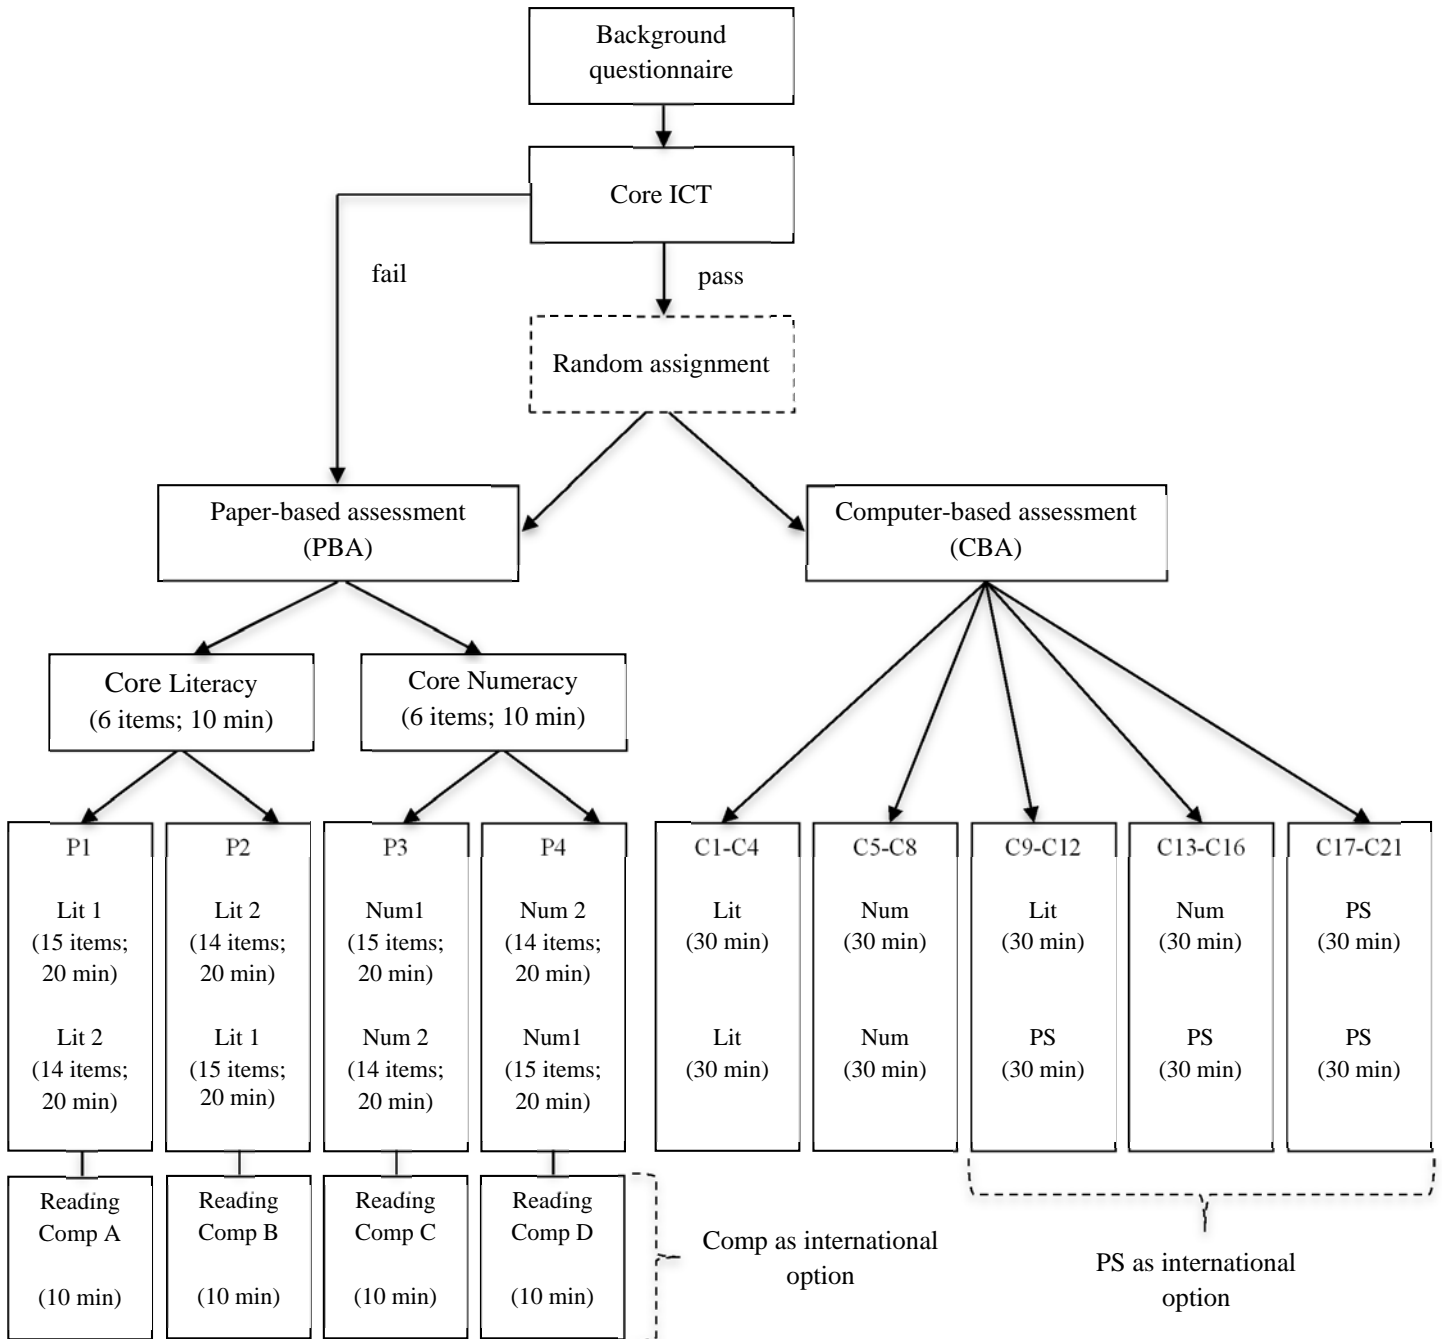 Background
questionnaire
Core ICT
fail
pass
Random assignment
Paper-based assessment
(PBA)
Computer-based assessment
(CBA)
Core Literacy
(6 items; 10 min)
Core Numeracy
(6 items; 10 min)
P1
Lit 1
(15 items;
20 min)
Lit 2
(14 items;
20 min)
P2
Lit 2
(14 items;
20 min)
Lit 1
(15 items;
20 min)
P3
Num1
(15 items;
20 min)
Num 2
(14 items;
20 min)
P4
Num 2
(14 items;
20 min)
Num1
(15 items;
20 min)
C1-C4
Lit
(30 min)
Lit
(30 min)
C5-C8
Num
(30 min)
Num
(30 min)
C9-C12
Lit
(30 min)
PS
(30 min)
C13-C16
Num
(30 min)
PS
(30 min)
C17-C21
PS
(30 min)
PS
(30 min)
Reading
Comp A
(10 min)
Reading
Comp B
(10 min)
Reading
Comp C
(10 min)
Reading
Comp D
(10 min)
Comp as international
option
PS as international
option